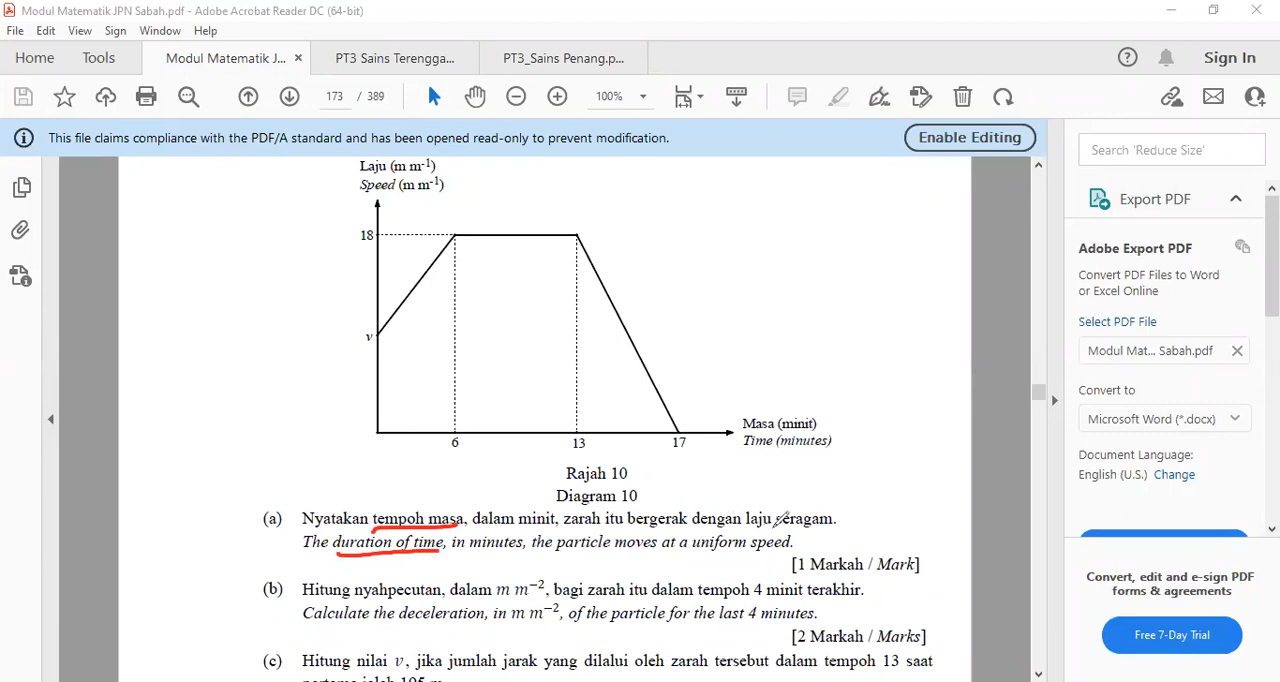 Modul Matematik JPN Sabah.pdf - Adobe Acrobat Reader DC (64-bit)
File Edit View Sign Window Help
Home Tools Modul Matematik J... × PT3 Sains Terengga... PT3_Sains Penang.p... Sign In
173 / 389 100%
This file claims compliance with the PDF/A standard and has been opened read-only to prevent modification. Enable Editing
Laju (m m⁻¹)
Speed (m m⁻¹)
18
v
6 13 17
Masa (minit)
Time (minutes)
Rajah 10
Diagram 10
(a) Nyatakan tempoh masa, dalam minit, zarah itu bergerak dengan laju seragam.
The duration of time, in minutes, the particle moves at a uniform speed.
[1 Markah / Mark]
(b) Hitung nyahpecutan, dalam m m⁻², bagi zarah itu dalam tempoh 4 minit terakhir.
Calculate the deceleration, in m m⁻², of the particle for the last 4 minutes.
[2 Markah / Marks]
(c) Hitung nilai v, jika jumlah jarak yang dilalui oleh zarah tersebut dalam tempoh 13 saat
Search 'Reduce Size'
Export PDF
Adobe Export PDF
Convert PDF Files to Word
or Excel Online
Select PDF File
Modul Mat... Sabah.pdf
Convert to
Microsoft Word (*.docx)
Document Language:
English (U.S.) Change
Convert, edit and e-sign PDF
forms & agreements
Free 7-Day Trial